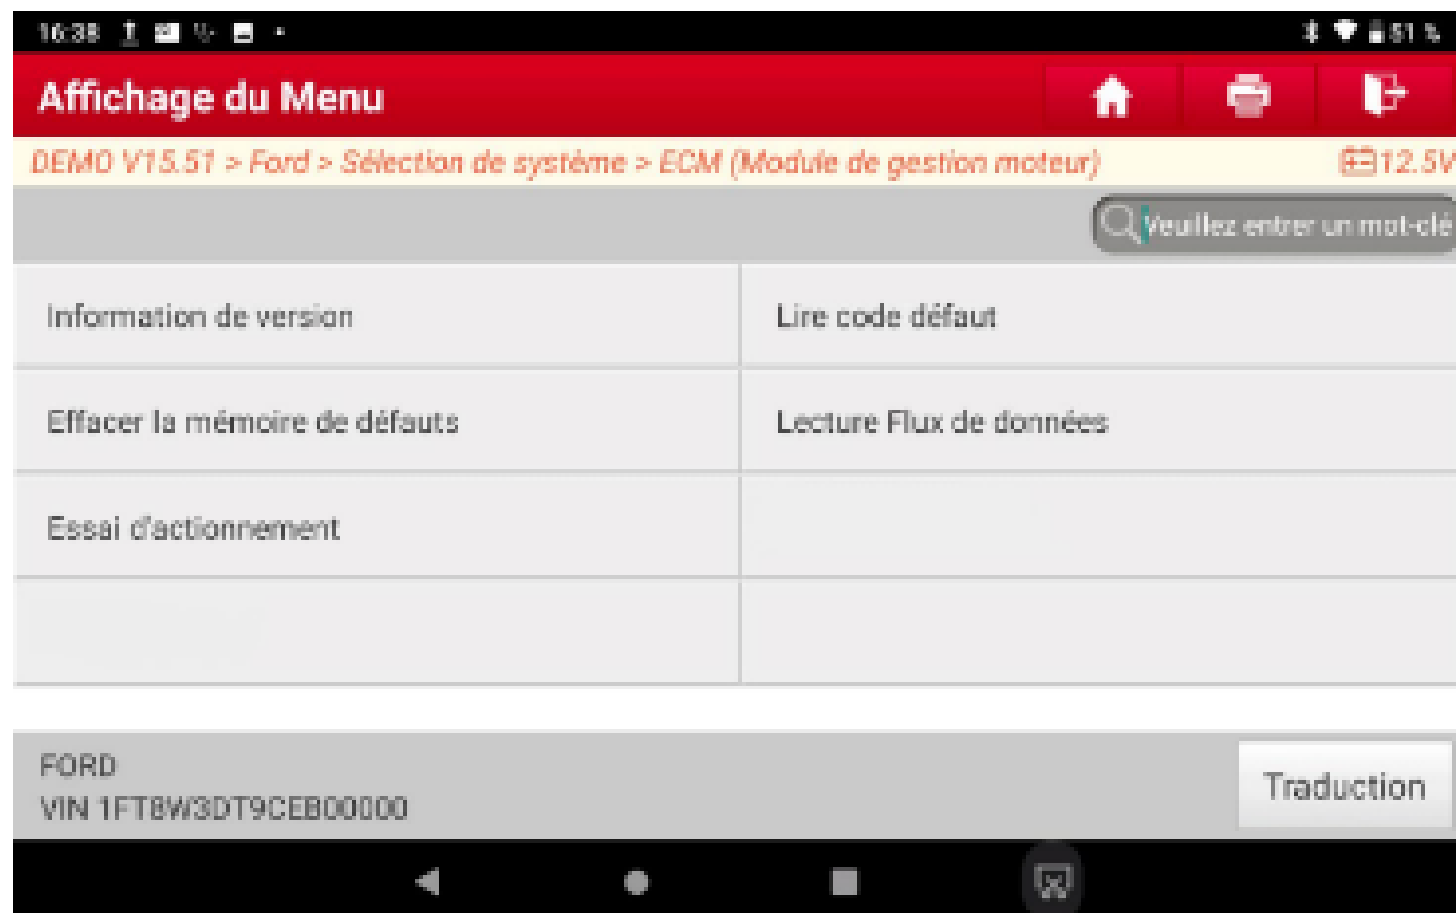 16:38 51 %
Affichage du Menu
DEMO V15.51 > Ford > Sélection de système > ECM (Module de gestion moteur) 12.5V
Veuillez entrer un mot-clé
Information de version Lire code défaut
Effacer la mémoire de défauts Lecture Flux de données
Essai d'actionnement
FORD
VIN 1FT8W3DT9CEB00000
Traduction